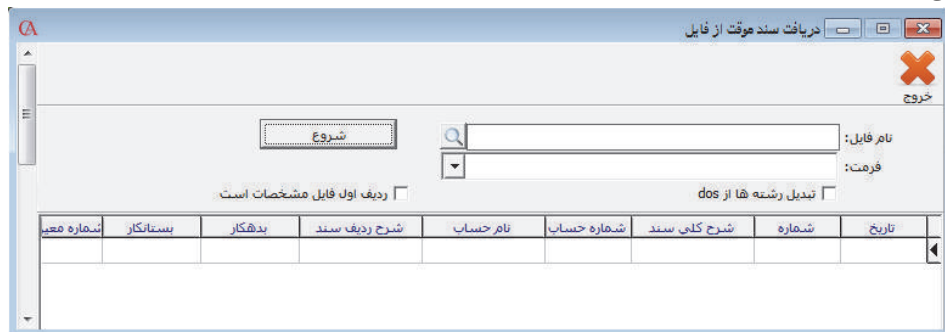 دریافت سند موقت از فایل
خروج
نام فایل:
شروع
فرمت:
تبدیل رشته ها از dos
ردیف اول فایل مشخصات است
تاریخ شماره شرح کلی سند شماره حساب نام حساب شرح ردیف سند بدهکار بستانکار شماره معین